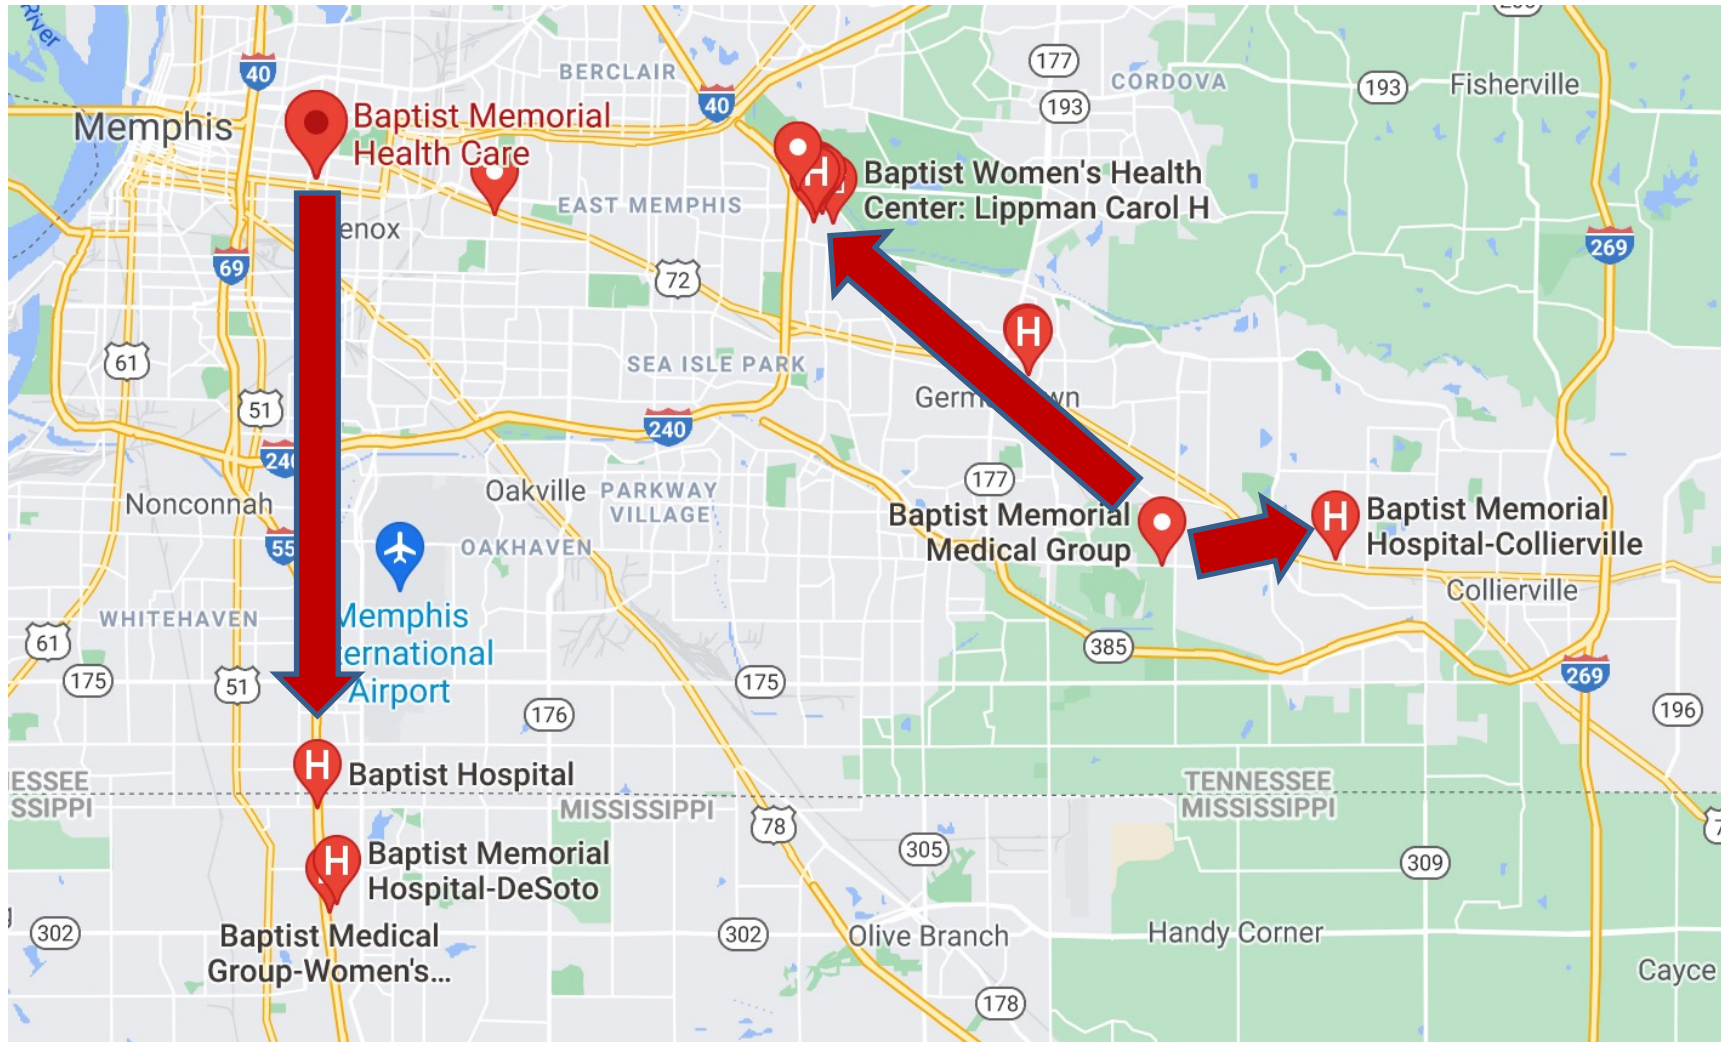 River
40
BERCLAIR
40
177
193
CORDOVA
193
Fisherville
Memphis
Baptist Memorial
Health Care
H
Baptist Women's Health
Center: Lippman Carol H
EAST MEMPHIS
enox
69
72
269
H
61
SEA ISLE PARK
51
Germ
wn
240
240
177
Nonconnah
Oakville
PARKWAY
VILLAGE
Baptist Memorial
Medical Group
H
Baptist Memorial
Hospital-Collierville
55
OAKHAVEN
Collierville
WHITEHAVEN
Memphis
ernational
Airport
61
175
51
385
175
269
176
196
H
Baptist Hospital
ESSEE
SSIPPI
MISSISSIPPI
TENNESSEE
MISSISSIPPI
78
H
Baptist Memorial
Hospital-DeSoto
305
309
Baptist Medical
Group-Women's...
302
302
Olive Branch
Handy Corner
Cayce
178